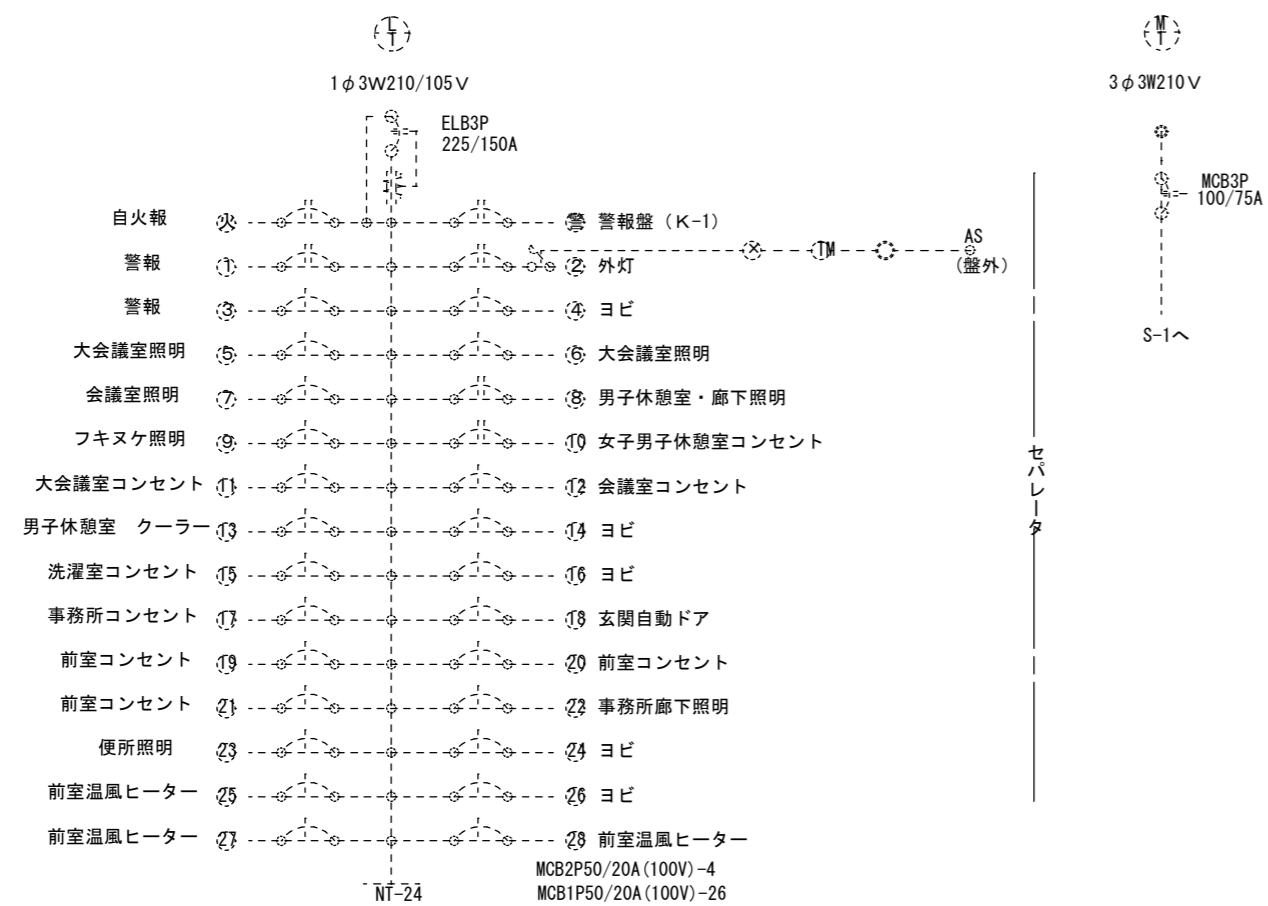 L
T
1φ3W210/105V
ELB3P
225/150A
M
T
3φ3W210V
MCB3P
100/75A
S-1へ
自火報 火 警 警報盤（K-1）
警報 1 2 外灯
TM
AS
(盤外)
警報 3 4 ヨビ
大会議室照明 5 6 大会議室照明
会議室照明 7 8 男子休憩室・廊下照明
フキヌケ照明 9 10 女子男子休憩室コンセント
大会議室コンセント 11 12 会議室コンセント
男子休憩室 クーラー 13 14 ヨビ
洗濯室コンセント 15 16 ヨビ
事務所コンセント 17 18 玄関自動ドア
前室コンセント 19 20 前室コンセント
前室コンセント 21 22 事務所廊下照明
便所照明 23 24 ヨビ
前室温風ヒーター 25 26 ヨビ
前室温風ヒーター 27 28 前室温風ヒーター
セパレータ
NT-24
MCB2P50/20A(100V)-4
MCB1P50/20A(100V)-26